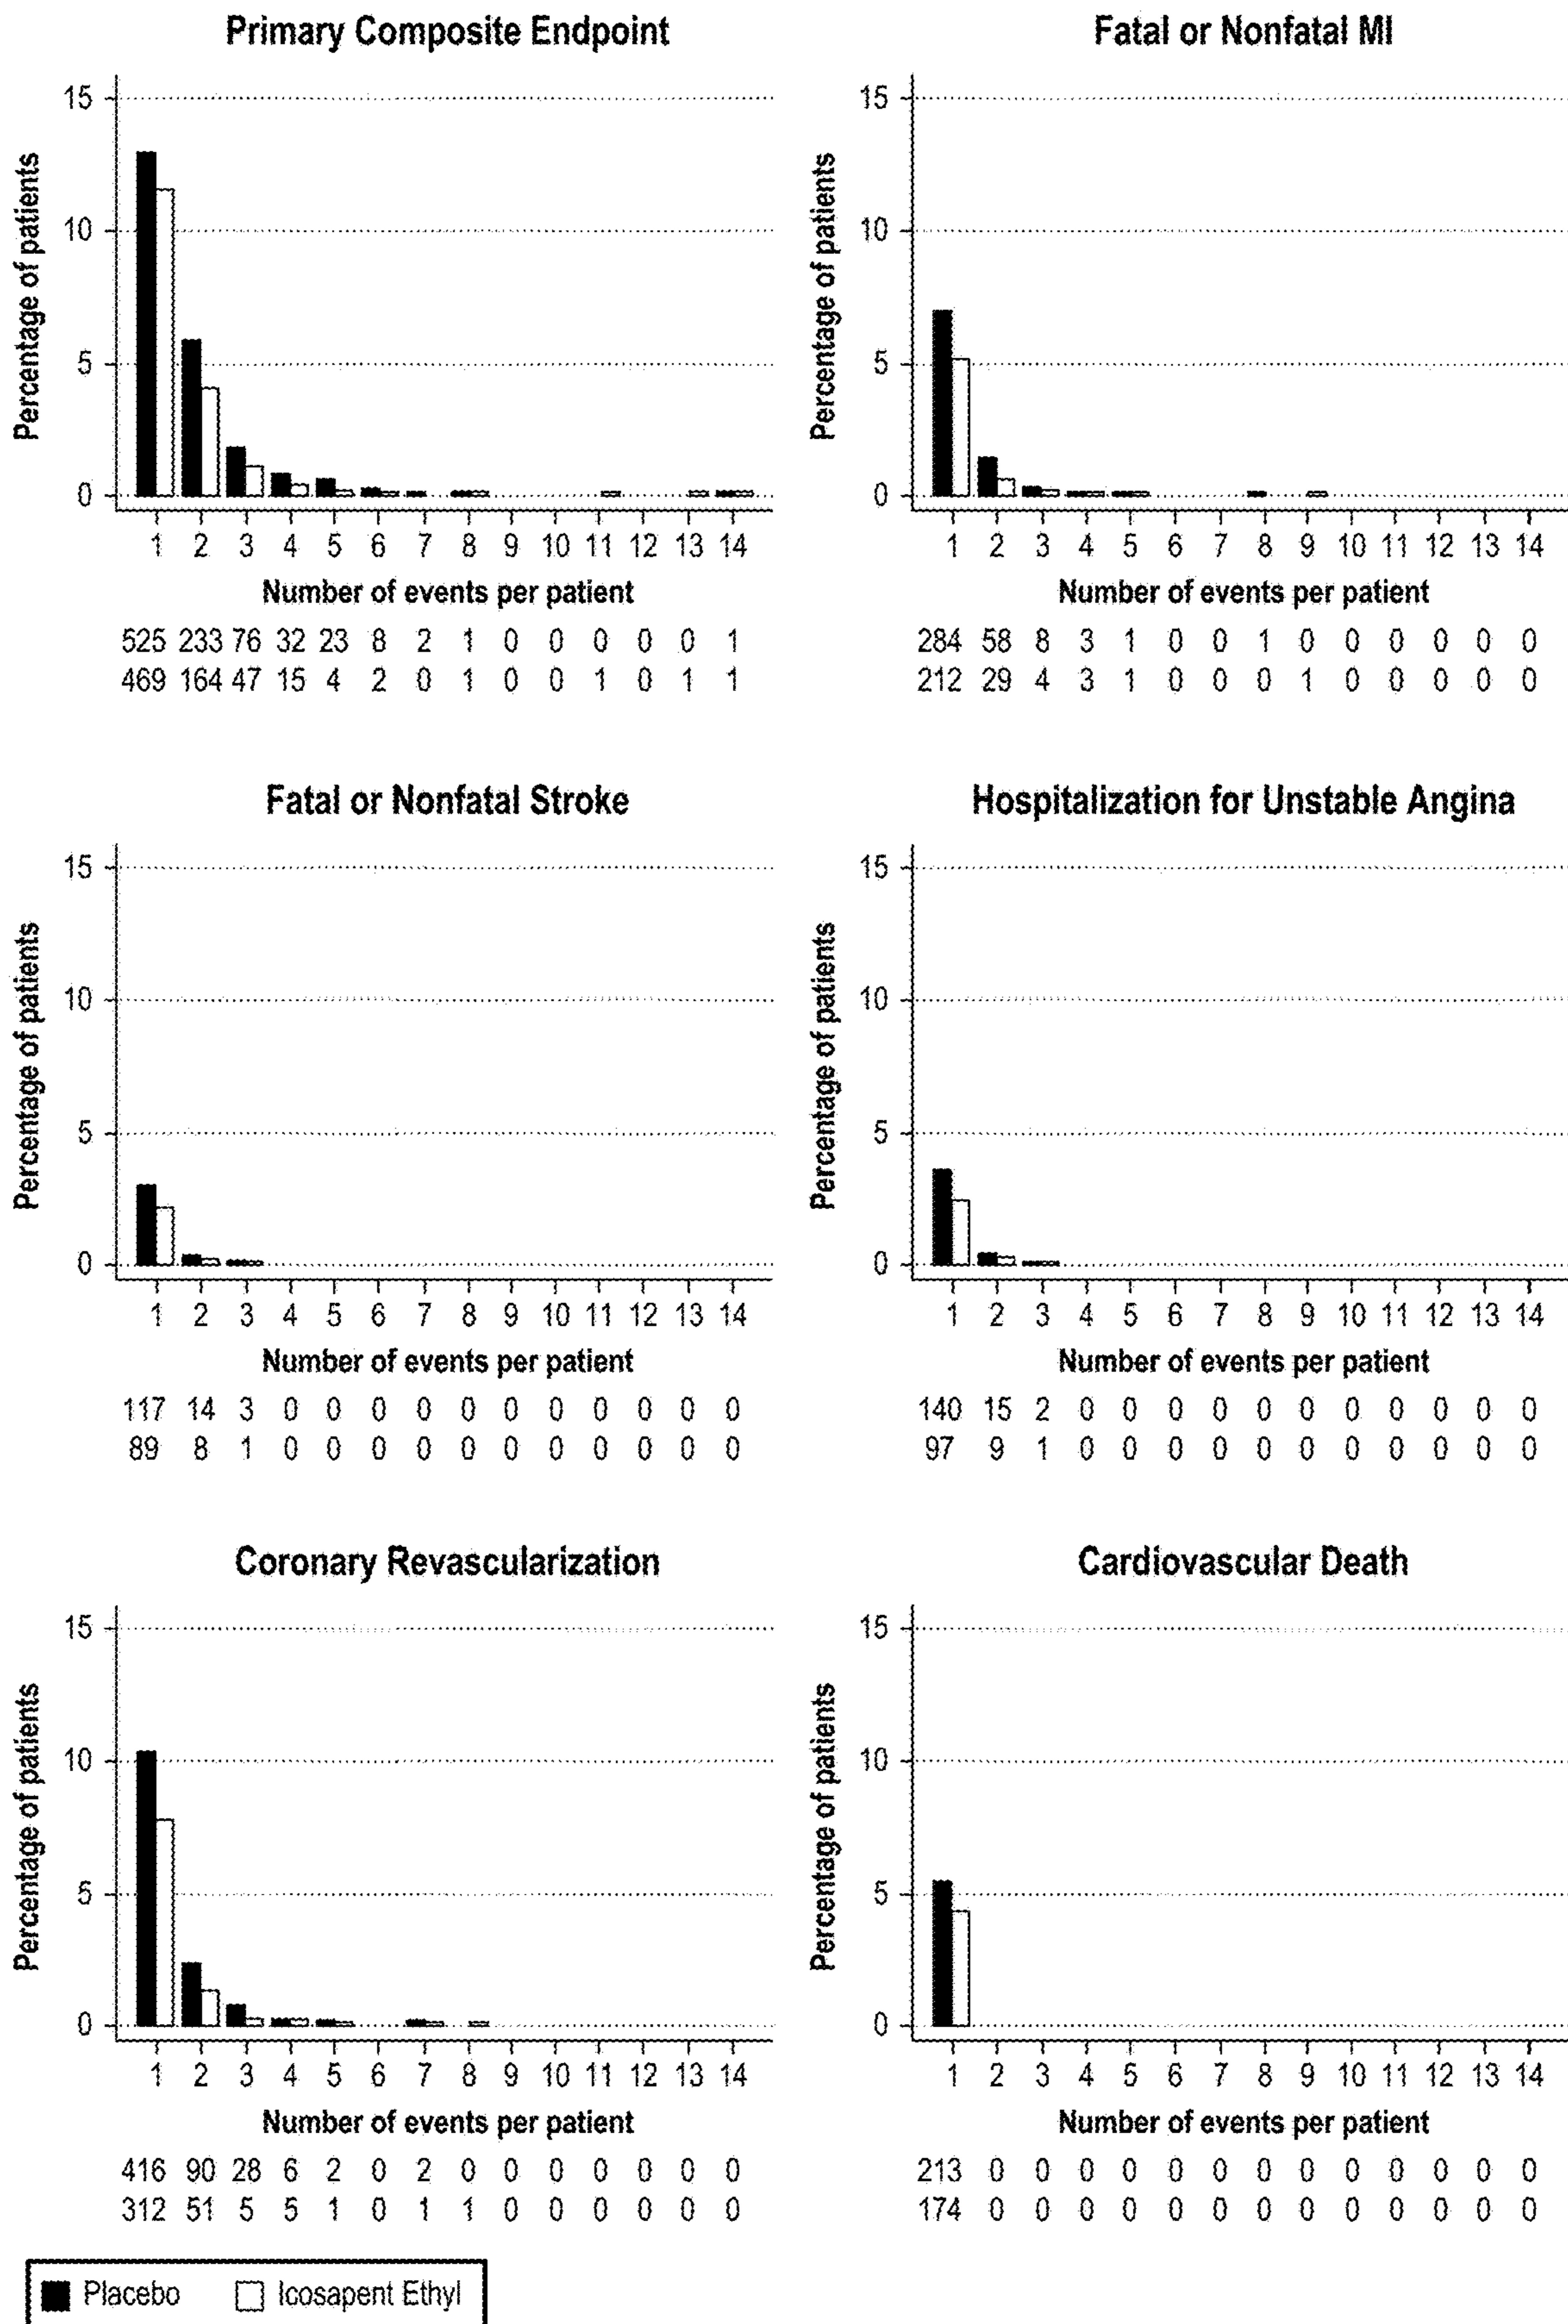 Primary Composite Endpoint
Percentage of patients
15
10
5
0
1 2 3 4 5 6 7 8 9 10 11 12 13 14
Number of events per patient
525 233 76 32 23 8 2 1 0 0 0 0 0 1
469 164 47 15 4 2 0 1 0 0 1 0 1 1
Fatal or Nonfatal MI
Percentage of patients
15
10
5
0
1 2 3 4 5 6 7 8 9 10 11 12 13 14
Number of events per patient
284 58 8 3 1 0 0 1 0 0 0 0 0 0
212 29 4 3 1 0 0 0 1 0 0 0 0 0
Fatal or Nonfatal Stroke
Percentage of patients
15
10
5
0
1 2 3 4 5 6 7 8 9 10 11 12 13 14
Number of events per patient
117 14 3 0 0 0 0 0 0 0 0 0 0 0
89 8 1 0 0 0 0 0 0 0 0 0 0 0
Hospitalization for Unstable Angina
Percentage of patients
15
10
5
0
1 2 3 4 5 6 7 8 9 10 11 12 13 14
Number of events per patient
140 15 2 0 0 0 0 0 0 0 0 0 0 0
97 9 1 0 0 0 0 0 0 0 0 0 0 0
Coronary Revascularization
Percentage of patients
15
10
5
0
1 2 3 4 5 6 7 8 9 10 11 12 13 14
Number of events per patient
416 90 28 6 2 0 2 0 0 0 0 0 0 0
312 51 5 5 1 0 1 1 0 0 0 0 0 0
Cardiovascular Death
Percentage of patients
15
10
5
0
1 2 3 4 5 6 7 8 9 10 11 12 13 14
Number of events per patient
213 0 0 0 0 0 0 0 0 0 0 0 0 0
174 0 0 0 0 0 0 0 0 0 0 0 0 0
Placebo Icosapent Ethyl